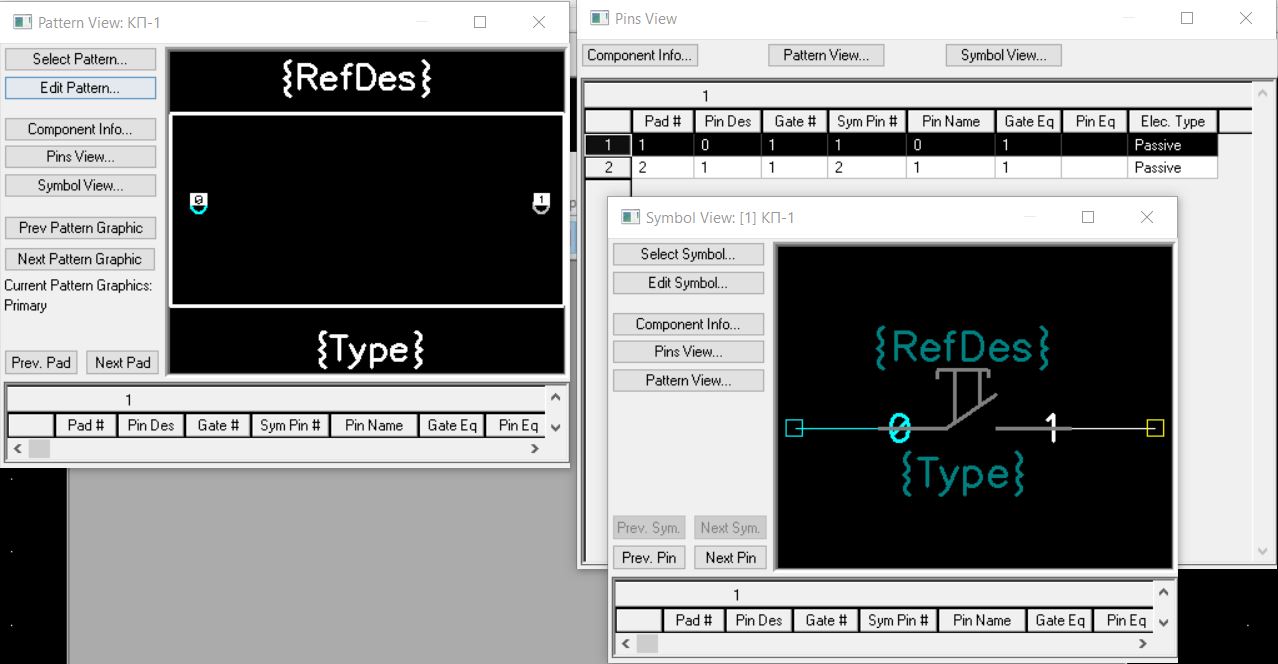 Pattern View: КП-1
Select Pattern...
Edit Pattern...
Component Info...
Pins View...
Symbol View...
Prev Pattern Graphic
Next Pattern Graphic
Current Pattern Graphics:
Primary
Prev. Pad Next Pad
{RefDes}
0 1
{Type}
1
Pad # Pin Des Gate # Sym Pin # Pin Name Gate Eq Pin Eq
Pins View
Component Info... Pattern View... Symbol View...
1
Pad # Pin Des Gate # Sym Pin # Pin Name Gate Eq Pin Eq Elec. Type
1 1 0 1 1 0 1 Passive
2 2 1 1 2 1 1 Passive
Symbol View: [1] КП-1
Select Symbol...
Edit Symbol...
Component Info...
Pins View...
Pattern View...
Prev. Sym. Next Sym.
Prev. Pin Next Pin
{RefDes}
0 1
{Type}
1
Pad # Pin Des Gate # Sym Pin # Pin Name Gate Eq Pin Eq